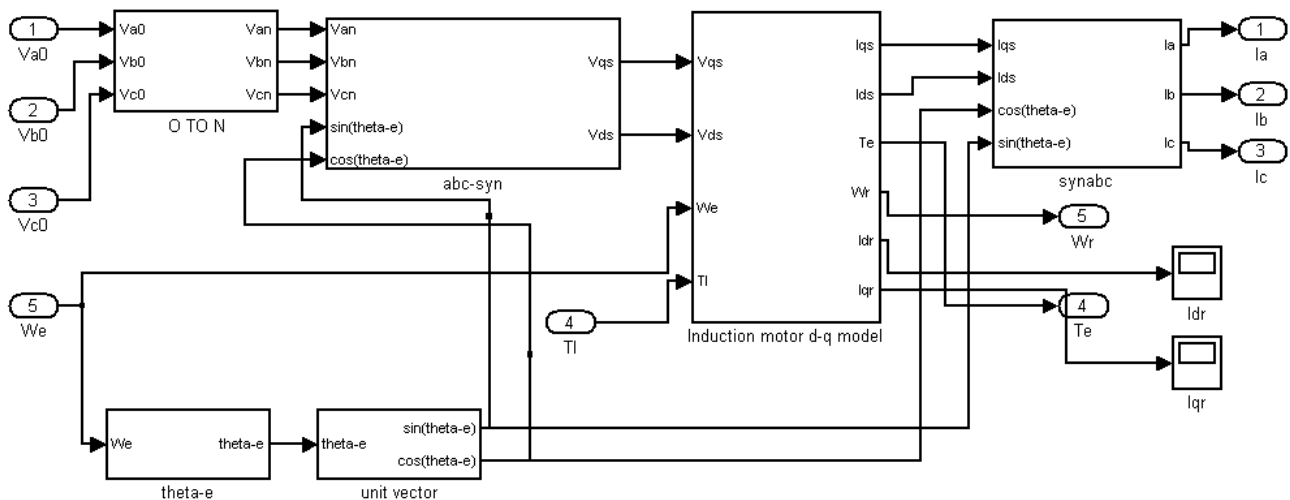 1
Va0
2
Vb0
3
Vc0
5
We
Va0
Vb0
Vc0
Van
Vbn
Vcn
O TO N
Van
Vbn
Vcn
sin(theta-e)
cos(theta-e)
Vqs
Vds
abc-syn
Vqs
Vds
We
Tl
Iqs
Ids
Te
Wr
Idr
Iqr
Induction motor d-q model
4
Tl
Iqs
Ids
cos(theta-e)
sin(theta-e)
Ia
Ib
Ic
synabc
1
Ia
2
Ib
3
Ic
5
Wr
4
Te
Idr
Iqr
We
theta-e
theta-e
theta-e
sin(theta-e)
cos(theta-e)
unit vector